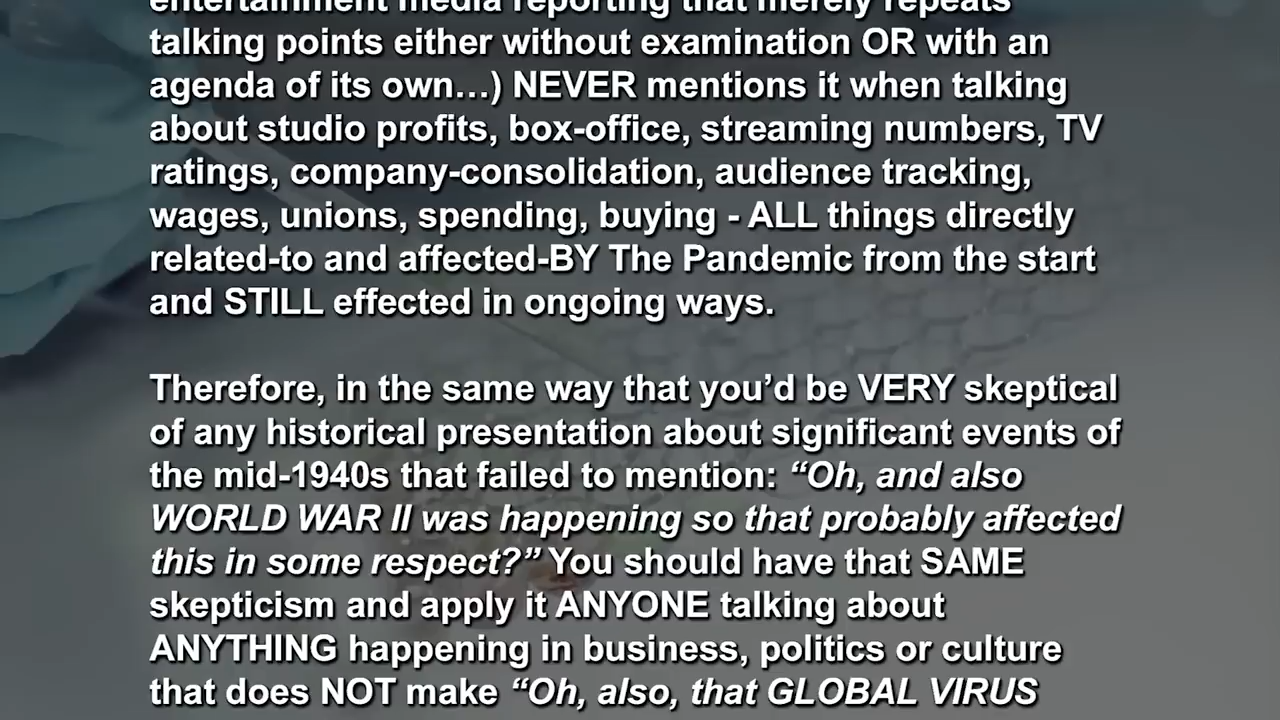 entertainment media reporting that merely repeats
talking points either without examination OR with an
agenda of its own…) NEVER mentions it when talking
about studio profits, box-office, streaming numbers, TV
ratings, company-consolidation, audience tracking,
wages, unions, spending, buying - ALL things directly
related-to and affected-BY The Pandemic from the start
and STILL effected in ongoing ways.
Therefore, in the same way that you’d be VERY skeptical
of any historical presentation about significant events of
the mid-1940s that failed to mention: “Oh, and also
WORLD WAR II was happening so that probably affected
this in some respect?” You should have that SAME
skepticism and apply it ANYONE talking about
ANYTHING happening in business, politics or culture
that does NOT make “Oh, also, that GLOBAL VIRUS